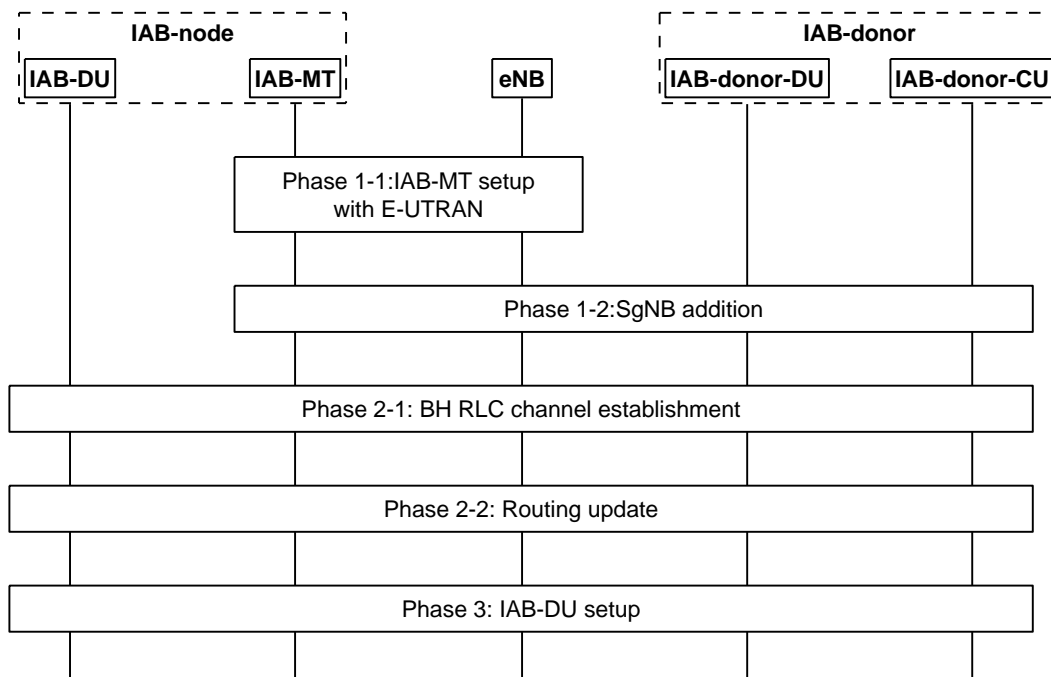 IAB-node
IAB-donor
IAB-DU
IAB-MT
eNB
IAB-donor-DU
IAB-donor-CU
Phase 1-1:IAB-MT setup
with E-UTRAN
Phase 1-2:SgNB addition
Phase 2-1: BH RLC channel establishment
Phase 2-2: Routing update
Phase 3: IAB-DU setup